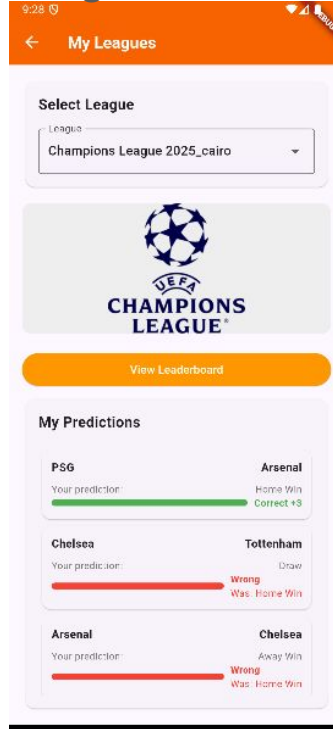 9:28
My Leagues
Select League
League
Champions League 2025_cairo
UEFA
CHAMPIONS
LEAGUE®
View Leaderboard
My Predictions
PSG Arsenal
Your prediction: Home Win
Correct +3
Chelsea Tottenham
Your prediction: Draw
Wrong
Was: Home Win
Arsenal Chelsea
Your prediction: Away Win
Wrong
Was: Home Win